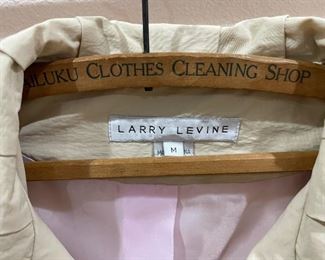 ILUKU CLOTHES CLEANING SHOP
LARRY LEVINE
M